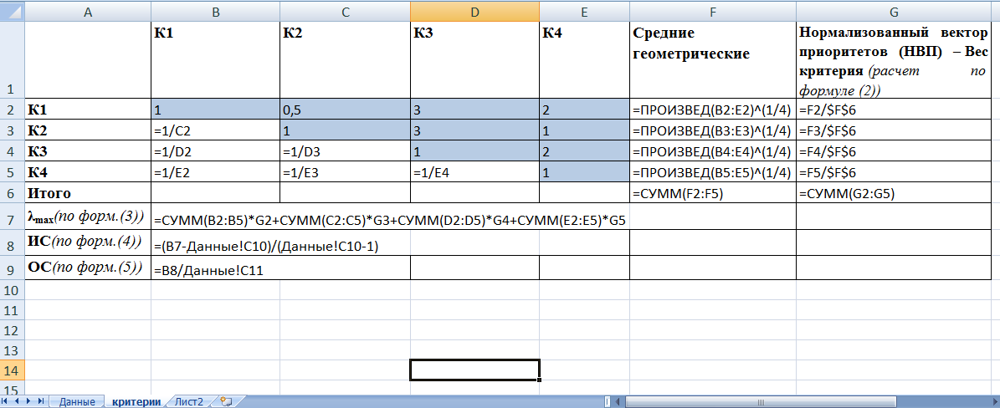 A B C D E F G
К1 К2 К3 К4 Средние Нормализованный вектор
геометрические приоритетов (НВП) – Вес
критерия (расчет по
1 формуле (2))
2 К1 1 0,5 3 2 =ПРОИЗВЕД(B2:E2)^(1/4) =F2/$F$6
3 К2 =1/C2 1 3 1 =ПРОИЗВЕД(B3:E3)^(1/4) =F3/$F$6
4 К3 =1/D2 =1/D3 1 2 =ПРОИЗВЕД(B4:E4)^(1/4) =F4/$F$6
5 К4 =1/E2 =1/E3 =1/E4 1 =ПРОИЗВЕД(B5:E5)^(1/4) =F5/$F$6
6 Итого =СУММ(F2:F5) =СУММ(G2:G5)
7 λmax(по форм.(3)) =СУММ(B2:B5)*G2+СУММ(C2:C5)*G3+СУММ(D2:D5)*G4+СУММ(E2:E5)*G5
8 ИС(по форм.(4)) =(B7-Данные!C10)/(Данные!C10-1)
9 ОС(по форм.(5)) =B8/Данные!C11
10
11
12
13
14
15
Данные критерии Лист2